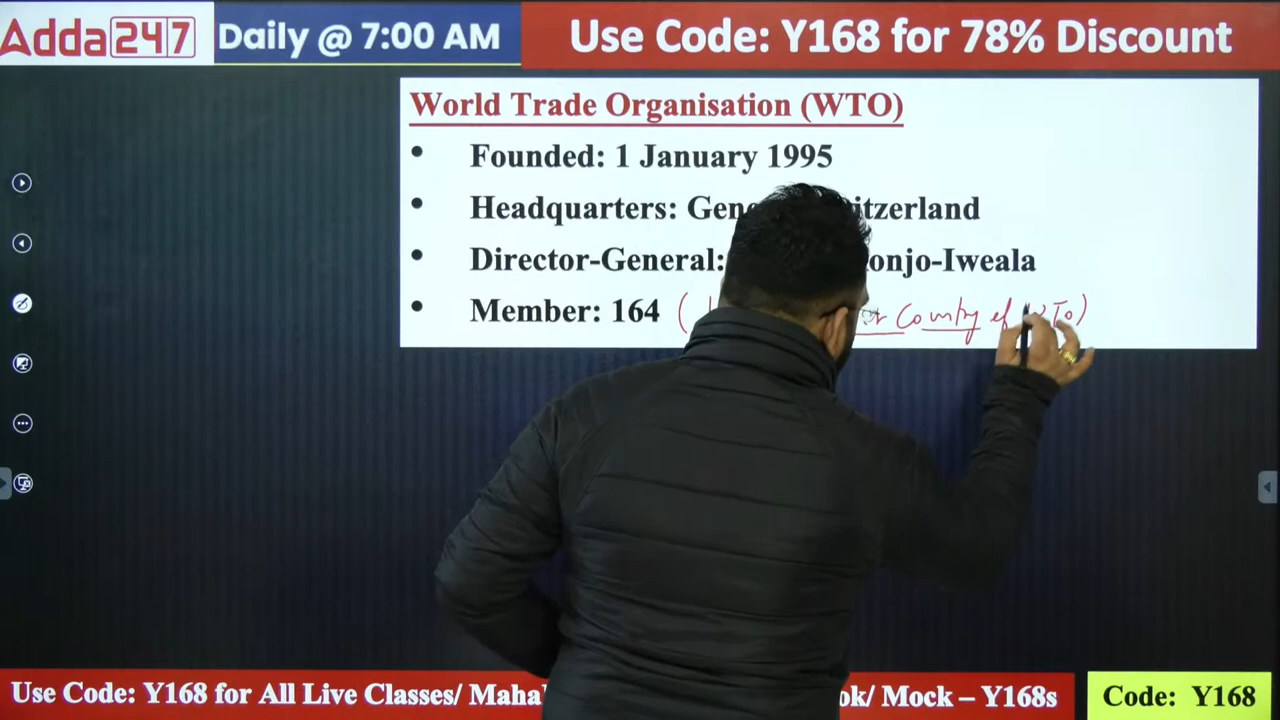 Adda247
Daily @ 7:00 AM
Use Code: Y168 for 78% Discount
World Trade Organisation (WTO)
• Founded: 1 January 1995
• Headquarters: Gen itzerland
• Director-General: onjo-Iweala
• Member: 164 ( Country of WTO)
Use Code: Y168 for All Live Classes/ Maha ok/ Mock – Y168s
Code: Y168